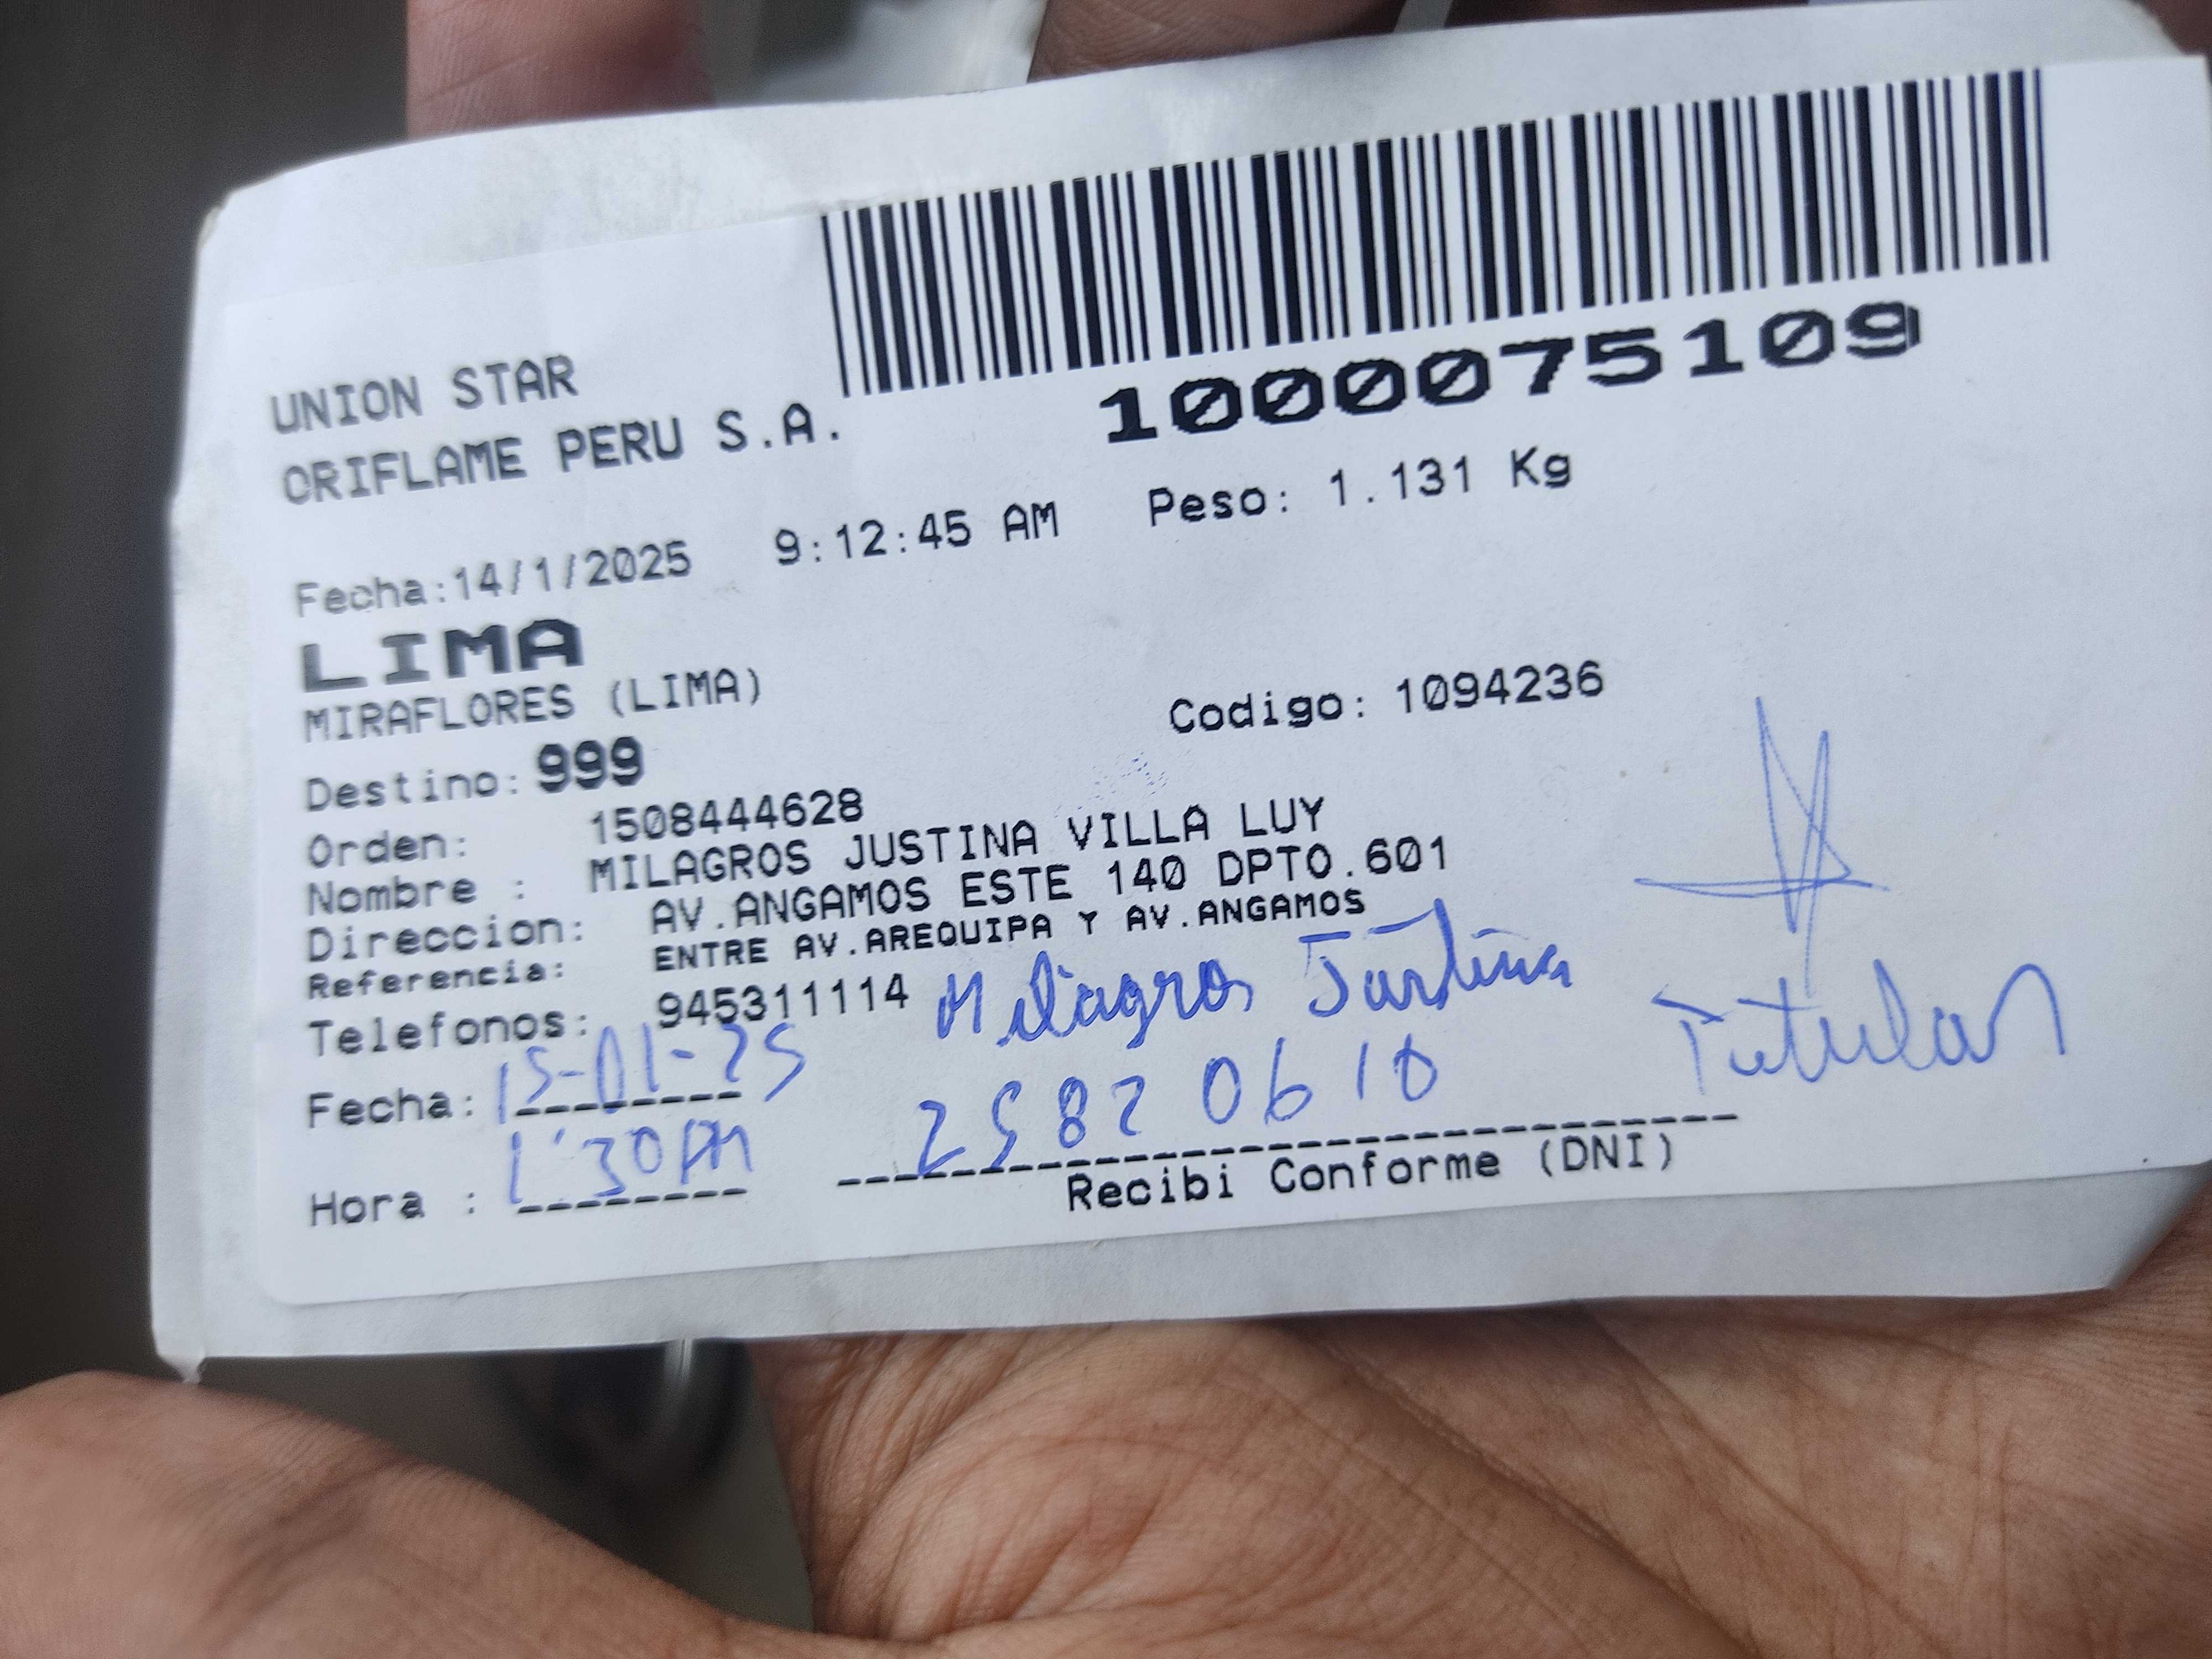 UNION STAR
ORIFLAME PERU S.A.
1000075109
Fecha:14/1/2025 9:12:45 AM Peso: 1.131 Kg
LIMA
MIRAFLORES (LIMA)
Codigo: 1094236
Destino: 999
Orden: 1508444628
Nombre : MILAGROS JUSTINA VILLA LUY
Direccion: AV.ANGAMOS ESTE 140 DPTO.601
Referencia: ENTRE AV.AREQUIPA Y AV.ANGAMOS
Telefonos: 945311114 Milagros Justina
Titular
Fecha: 15-01-25
25820610
Hora : 1:30 PM
Recibi Conforme (DNI)